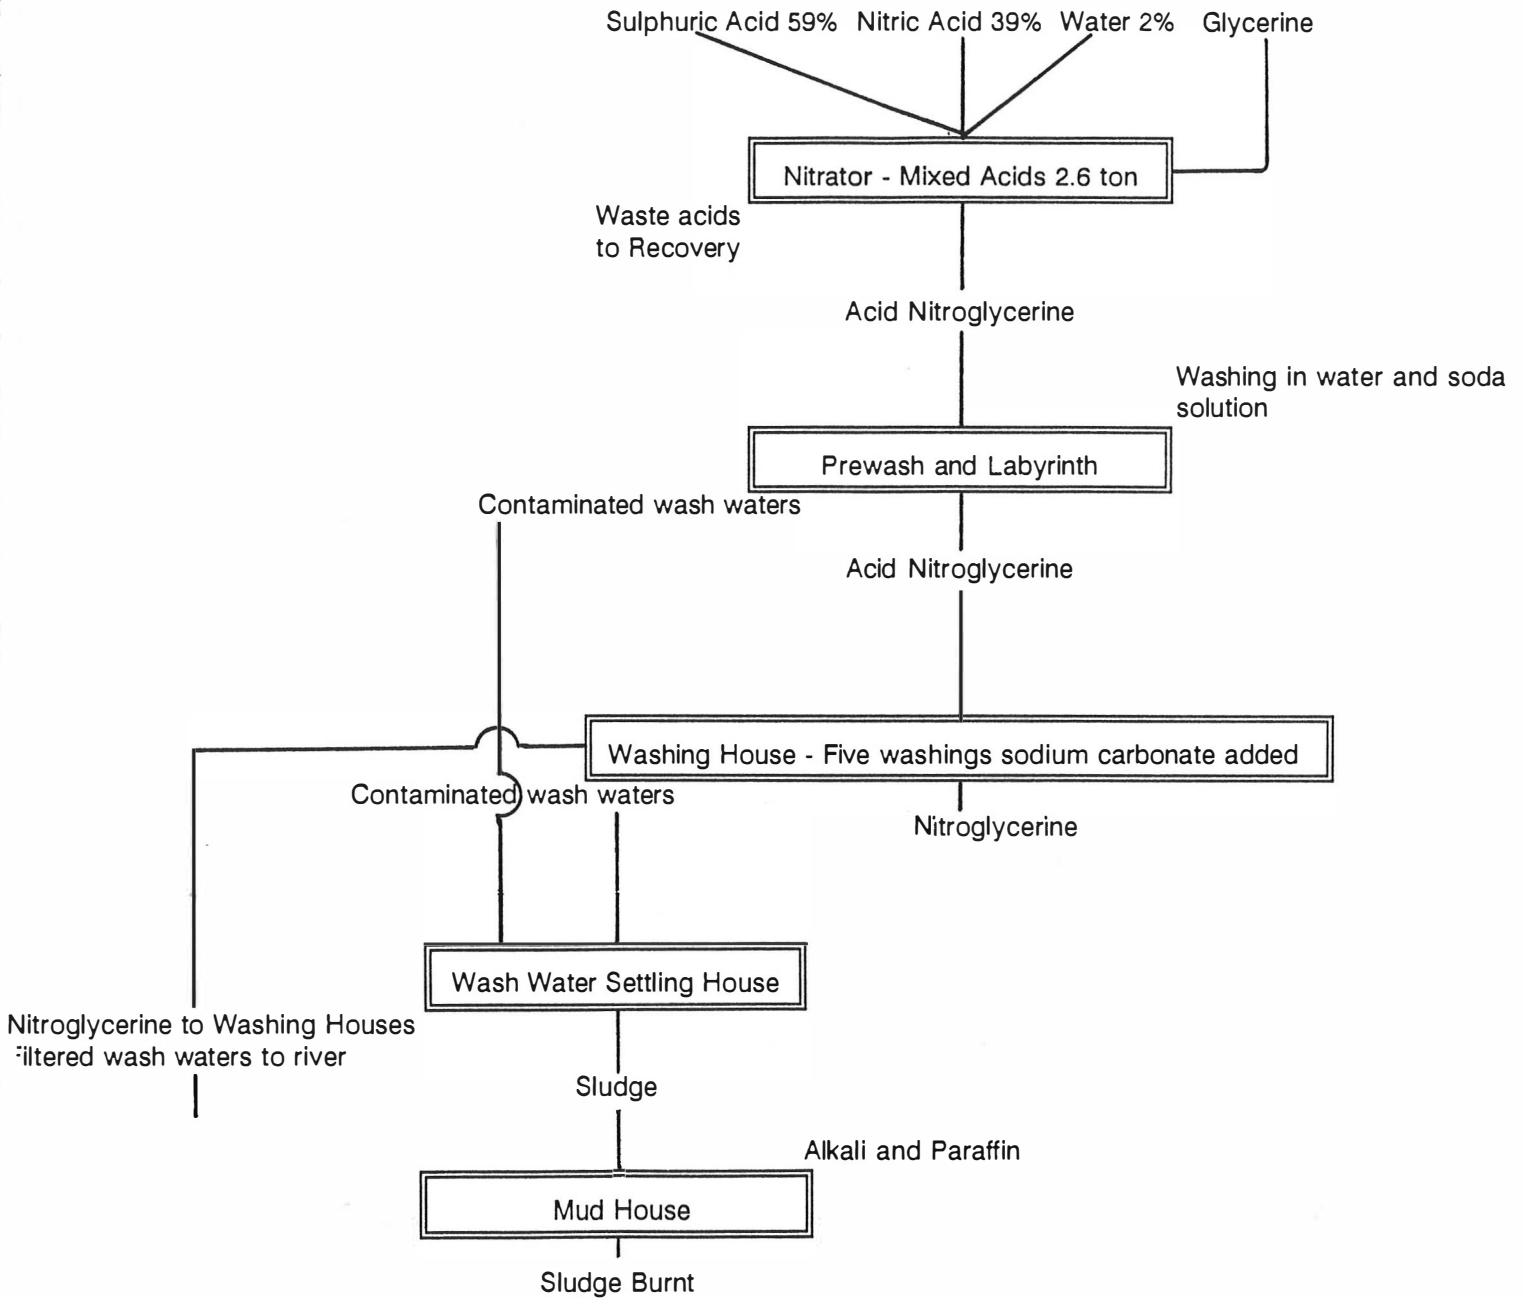 Sulphuric Acid 59% Nitric Acid 39% Water 2% Glycerine
Nitrator - Mixed Acids 2.6 ton
Waste acids
to Recovery
Acid Nitroglycerine
Washing in water and soda
solution
Prewash and Labyrinth
Contaminated wash waters
Acid Nitroglycerine
Washing House - Five washings sodium carbonate added
Contaminated wash waters
Nitroglycerine
Wash Water Settling House
Nitroglycerine to Washing Houses
Filtered wash waters to river
Sludge
Alkali and Paraffin
Mud House
Sludge Burnt